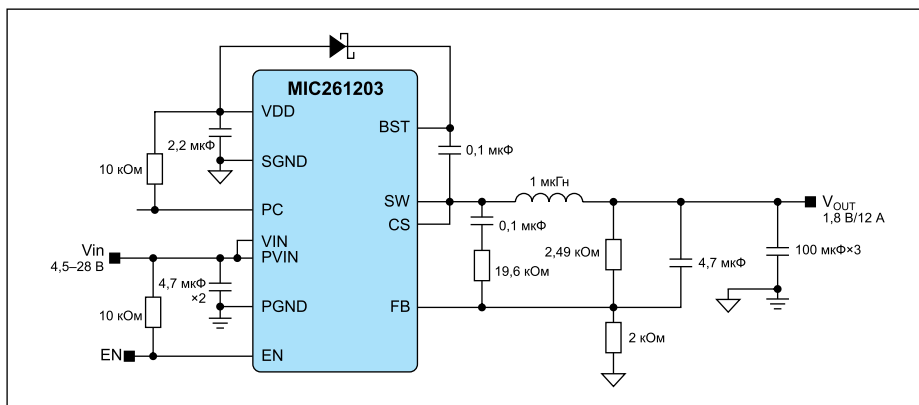 MIC261203
VDD
BST
2,2 мкФ
0,1 мкФ
SGND
10 кОм
1 мкГн
SW
V OUT
1,8 В/12 А
PC
CS
0,1 мкФ
VIN
2,49 кОм
100 мкФ×3
Vin
4,5–28 В
PVIN
4,7 мкФ
19,6 кОм
4,7 мкФ
×2
PGND
FB
10 кОм
2 кОм
EN
EN